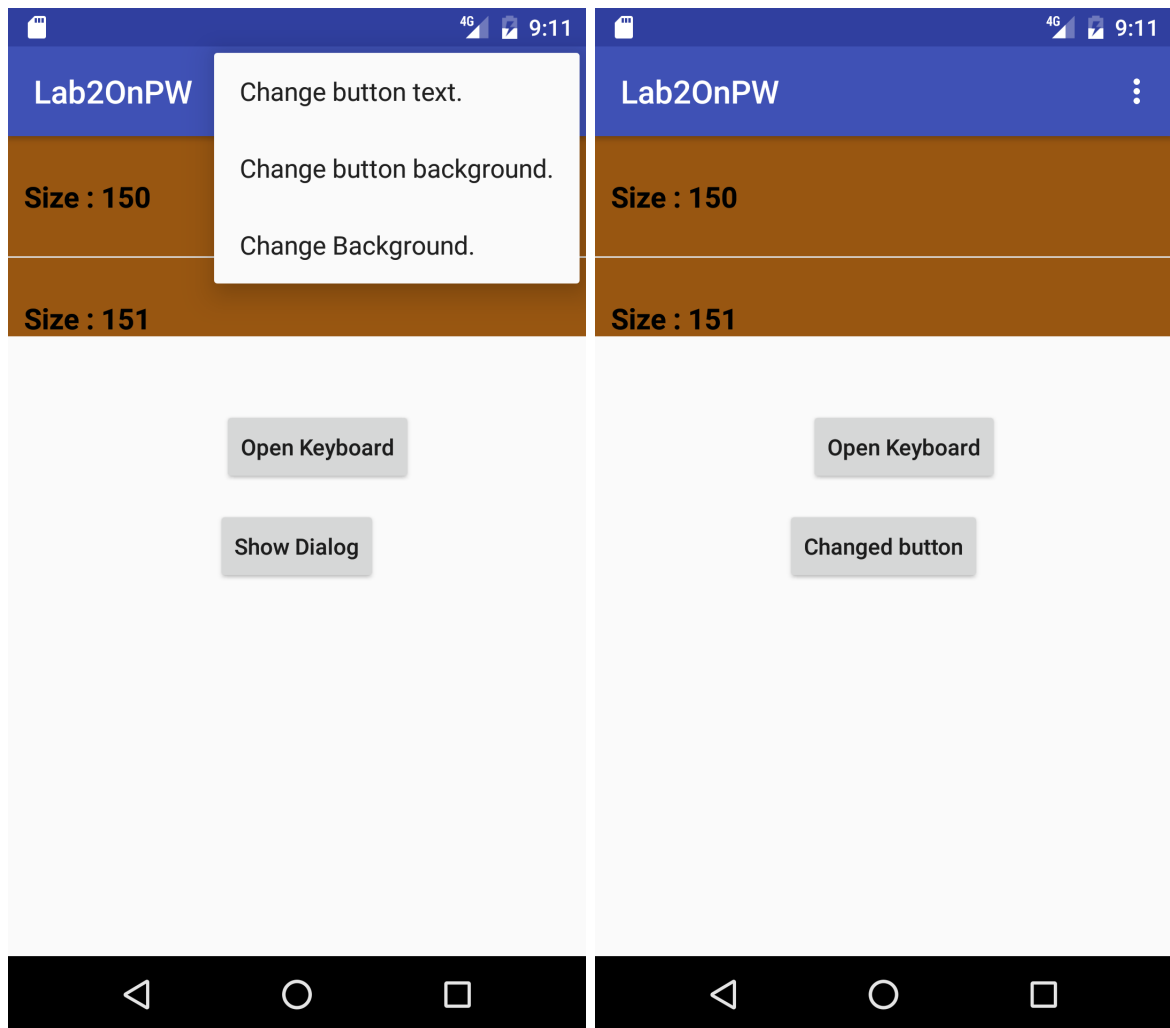 4G 9:11
Lab2OnPW
Change button text.
Change button background.
Change Background.
Size : 150
Size : 151
Open Keyboard
Show Dialog
4G 9:11
Lab2OnPW
Size : 150
Size : 151
Open Keyboard
Changed button